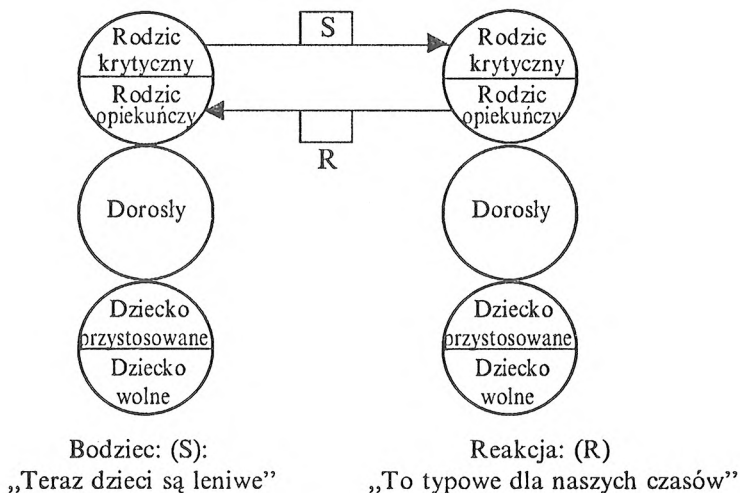 Rodzic
krytyczny
Rodzic
opiekuńczy
S
R
Rodzic
krytyczny
Rodzic
opiekuńczy
Dorosły
Dorosły
Dziecko
przystosowane
Dziecko
wolne
Dziecko
przystosowane
Dziecko
wolne
Bodziec: (S):
„Teraz dzieci są leniwe”
Reakcja: (R)
„To typowe dla naszych czasów”